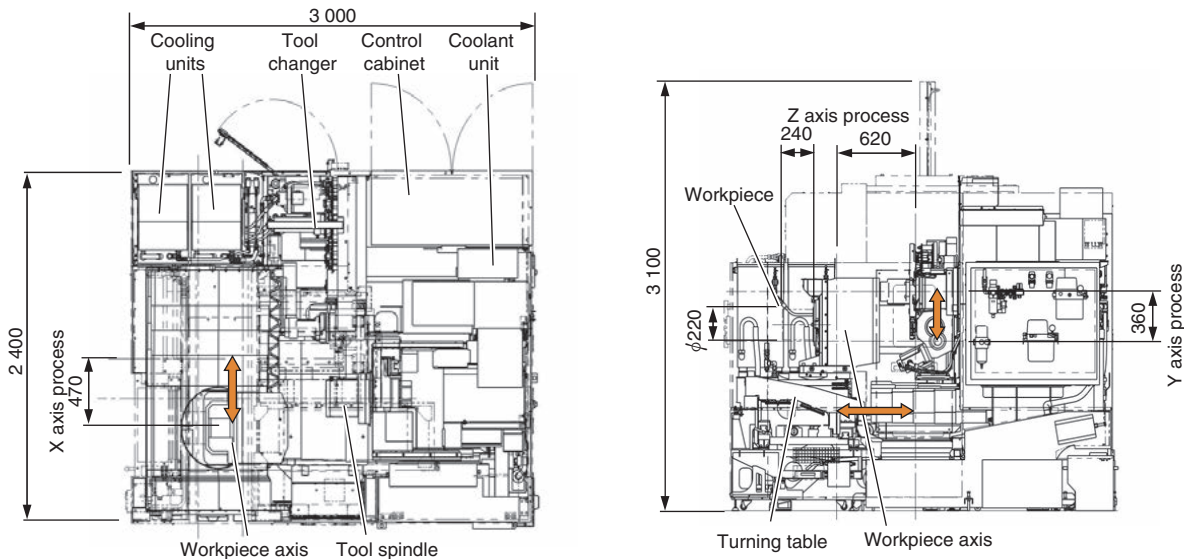 3 000
Cooling
units
Tool
changer
Control
cabinet
Coolant
unit
2 400
X axis process
470
Workpiece axis
Tool spindle
3 100
Z axis process
240
620
Workpiece
ϕ220
360
Y axis process
Turning table
Workpiece axis